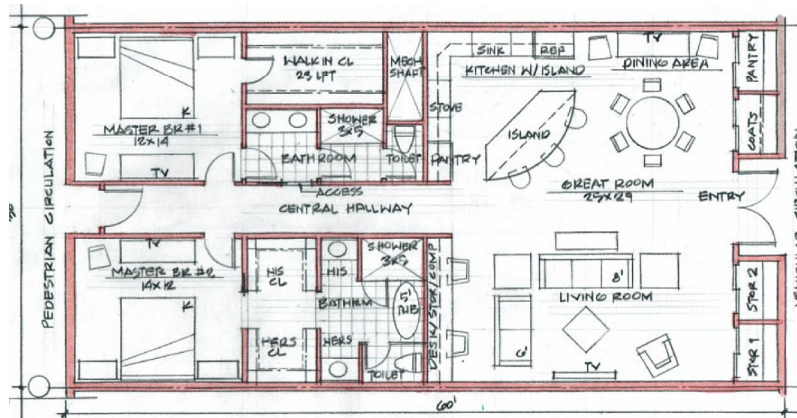 WALK IN CL
23 LFT
MECH
SHAFT
SINK
REF
KITCHEN W/ISLAND
TV
DINING AREA
PANTRY
K
MASTER BR #1
12X14
SHOWER
3X5
STOVE
ISLAND
COATS
BATHROOM
TOILET
PANTRY
TV
ACCESS
GREAT ROOM
25X29
ENTRY
CENTRAL HALLWAY
PEDESTRIAN CIRCULATION
TV
MASTER BR #2
14X12
K
HIS
CL
HIS
SHOWER
3X5
BATHRM
5'
TUB
HERS
CL
HERS
TOILET
DESK/STOR/COMP
8'
LIVING ROOM
6'
TV
STOR 2
STOR 1
60'